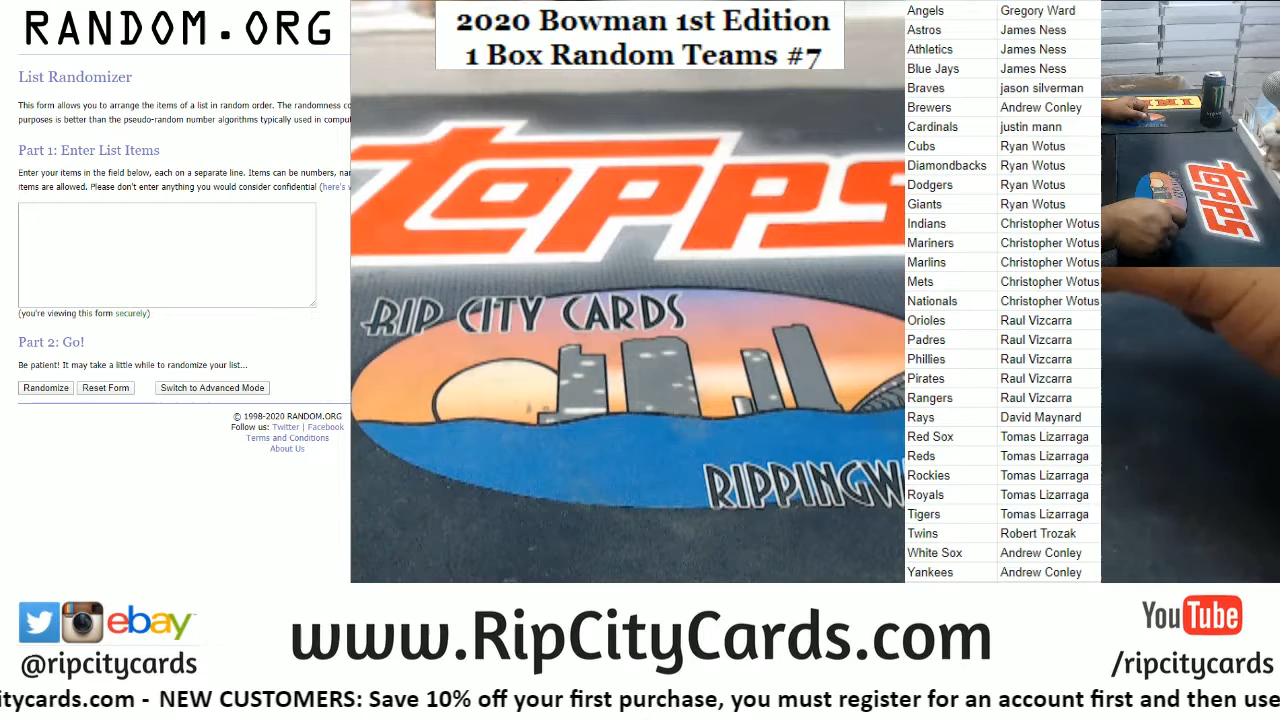 RANDOM.ORG
List Randomizer
This form allows you to arrange the items of a list in random order. The randomness co
purposes is better than the pseudo-random number algorithms typically used in comput
Part 1: Enter List Items
Enter your items in the field below, each on a separate line. Items can be numbers, nar
items are allowed. Please don't enter anything you would consider confidential (here's v
(you're viewing this form securely)
Part 2: Go!
Be patient! It may take a little while to randomize your list...
Randomize Reset Form Switch to Advanced Mode
© 1998-2020 RANDOM.ORG
Follow us: Twitter | Facebook
Terms and Conditions
About Us
2020 Bowman 1st Edition
1 Box Random Teams #7
topps
RIP CITY CARDS
RIPPINGW
Angels Gregory Ward
Astros James Ness
Athletics James Ness
Blue Jays James Ness
Braves jason silverman
Brewers Andrew Conley
Cardinals justin mann
Cubs Ryan Wotus
Diamondbacks Ryan Wotus
Dodgers Ryan Wotus
Giants Ryan Wotus
Indians Christopher Wotus
Mariners Christopher Wotus
Marlins Christopher Wotus
Mets Christopher Wotus
Nationals Christopher Wotus
Orioles Raul Vizcarra
Padres Raul Vizcarra
Phillies Raul Vizcarra
Pirates Raul Vizcarra
Rangers Raul Vizcarra
Rays David Maynard
Red Sox Tomas Lizarraga
Reds Tomas Lizarraga
Rockies Tomas Lizarraga
Royals Tomas Lizarraga
Tigers Tomas Lizarraga
Twins Robert Trozak
White Sox Andrew Conley
Yankees Andrew Conley
topps
ebay
@ripcitycards
www.RipCityCards.com
YouTube
/ripcitycards
citycards.com - NEW CUSTOMERS: Save 10% off your first purchase, you must register for an account first and then use